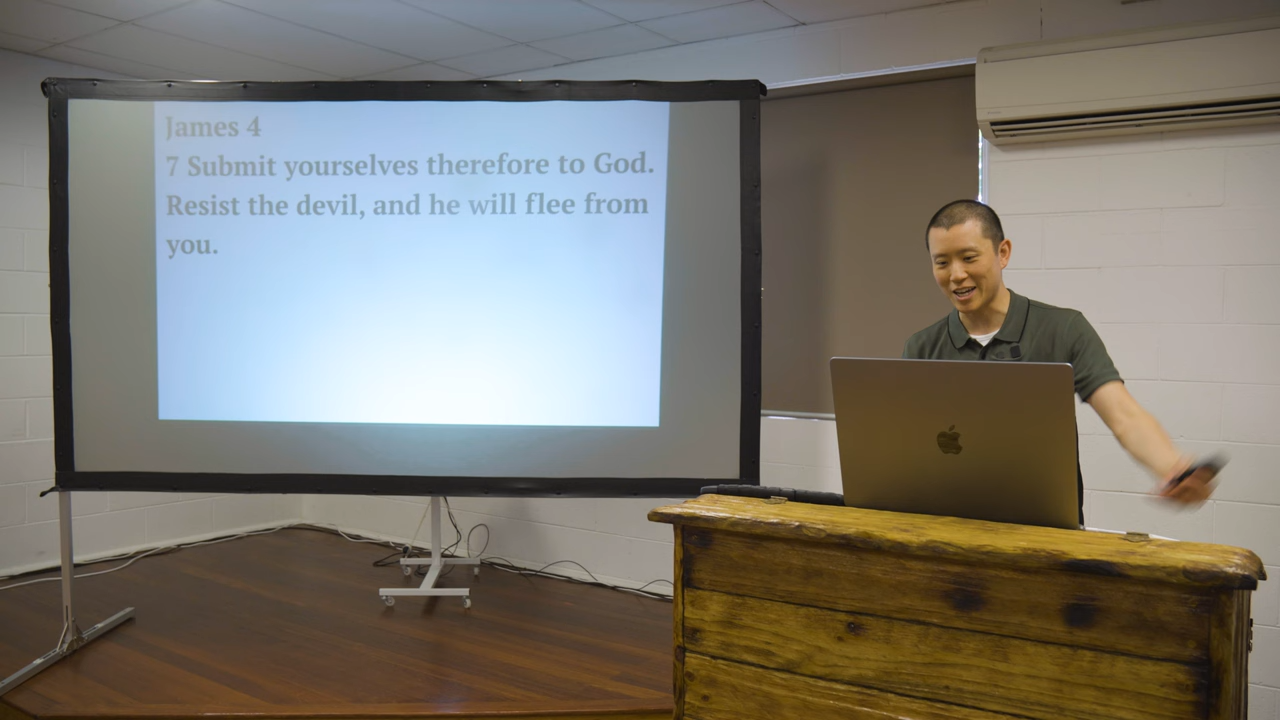 James 4
7 Submit yourselves therefore to God.
Resist the devil, and he will flee from
you.